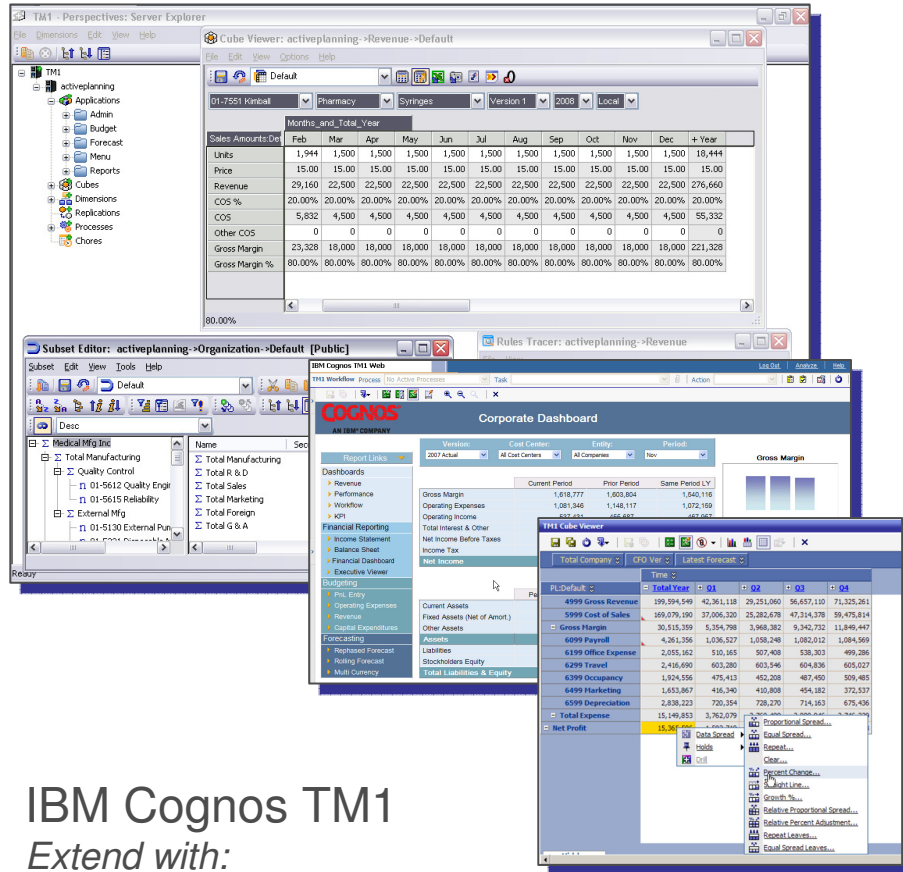 TM1 - Perspectives: Server Explorer
File Dimensions Edit View Help
TM1
activeplanning
Applications
Admin
Budget
Forecast
Menu
Reports
Cubes
Dimensions
Replications
Processes
Chores
Cube Viewer: activeplanning->Revenue->Default
File Edit View Options Help
Default
01-7551 Kimball Pharmacy Syringes Version 1 2008 Local
Months_and_Total_Year
Sales Amounts:Def Feb Mar Apr May Jun Jul Aug Sep Oct Nov Dec + Year
Units 1,944 1,500 1,500 1,500 1,500 1,500 1,500 1,500 1,500 1,500 1,500 18,444
Price 15.00 15.00 15.00 15.00 15.00 15.00 15.00 15.00 15.00 15.00 15.00 15.00
Revenue 29,160 22,500 22,500 22,500 22,500 22,500 22,500 22,500 22,500 22,500 22,500 276,660
COS % 20.00% 20.00% 20.00% 20.00% 20.00% 20.00% 20.00% 20.00% 20.00% 20.00% 20.00% 20.00%
COS 5,832 4,500 4,500 4,500 4,500 4,500 4,500 4,500 4,500 4,500 4,500 55,332
Other COS 0 0 0 0 0 0 0 0 0 0 0 0
Gross Margin 23,328 18,000 18,000 18,000 18,000 18,000 18,000 18,000 18,000 18,000 18,000 221,328
Gross Margin % 80.00% 80.00% 80.00% 80.00% 80.00% 80.00% 80.00% 80.00% 80.00% 80.00% 80.00% 80.00%
80.00%
Subset Editor: activeplanning->Organization->Default [Public]
Subset Edit View Tools Help
Default
Desc
Medical Mfg Inc
Total Manufacturing
Quality Control
01-5612 Quality Engi
01-5615 Reliability
External Mfg
01-5130 External Pur
Name Sec
Total Manufacturing
Total R & D
Total Sales
Total Marketing
Total Foreign
Total G & A
Ready
Rules Tracer: activeplanning->Revenue
IBM Cognos TM1 Web Log Out Analyze Help
TM1 Workflow Process No Active Processes Task Action
COGNOS
AN IBM COMPANY
Corporate Dashboard
Report Links
Dashboards
Revenue
Performance
Workflow
KPI
Financial Reporting
Income Statement
Balance Sheet
Financial Dashboard
Executive Viewer
Budgeting
PnL Entry
Operating Expenses
Revenue
Capital Expenditures
Forecasting
Rephased Forecast
Rolling Forecast
Multi Currency
Version: Cost Center: Entity: Period:
2007 Actual All Cost Centers All Companies Nov
Gross Margin
Current Period Prior Period Same Period LY
Gross Margin 1,618,777 1,603,804 1,640,116
Operating Expenses 1,081,346 1,148,117 1,072,159
Operating Income
Total Interest & Other
Net Income Before Taxes
Income Tax
Net Income
Current Assets
Fixed Assets (Net of Amort.)
Other Assets
Assets
Liabilities
Stockholders Equity
Total Liabilities & Equity
TM1 Cube Viewer
Total Company CFO Ver Latest Forecast
Time
PL:Default Total Year Q1 Q2 Q3 Q4
4999 Gross Revenue 199,594,549 42,361,118 29,251,060 56,657,110 71,325,261
5999 Cost of Sales 169,079,190 37,006,320 25,282,678 47,314,378 59,475,814
Gross Margin 30,515,359 5,354,798 3,968,382 9,342,732 11,849,447
6099 Payroll 4,261,356 1,036,527 1,058,248 1,082,012 1,084,569
6199 Office Expense 2,055,162 510,165 507,408 538,303 499,286
6299 Travel 2,416,690 603,280 603,546 604,836 605,027
6399 Occupancy 1,924,556 475,413 452,208 487,450 509,485
6499 Marketing 1,653,867 416,340 410,808 454,182 372,537
6599 Depreciation 2,838,223 720,354 728,270 714,163 675,436
Total Expense 15,149,853 3,762,079
Net Profit
Data Spread
Holds
Drill
Proportional Spread...
Equal Spread...
Repeat...
Clear...
Percent Change...
Straight Line...
Growth %...
Relative Proportional Spread...
Relative Percent Adjustment...
Repeat Leaves...
Equal Spread Leaves...
IBM Cognos TM1
Extend with: